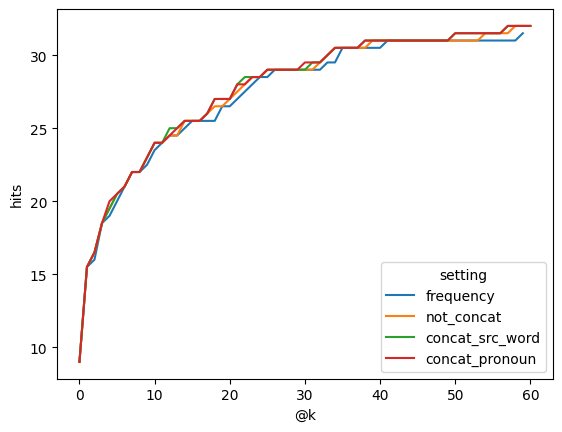 hits
30
25
20
15
10
0
10
20
30
40
50
60
@k
setting
frequency
not_concat
concat_src_word
concat_pronoun